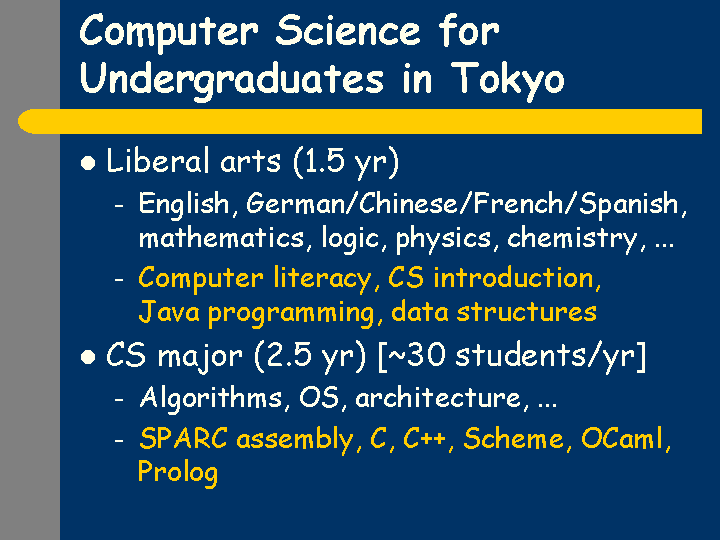 Computer Science for
Undergraduates in Tokyo
● Liberal arts (1.5 yr)
– English, German/Chinese/French/Spanish,
mathematics, logic, physics, chemistry, ...
– Computer literacy, CS introduction,
Java programming, data structures
● CS major (2.5 yr) [~30 students/yr]
– Algorithms, OS, architecture, ...
– SPARC assembly, C, C++, Scheme, OCaml,
Prolog